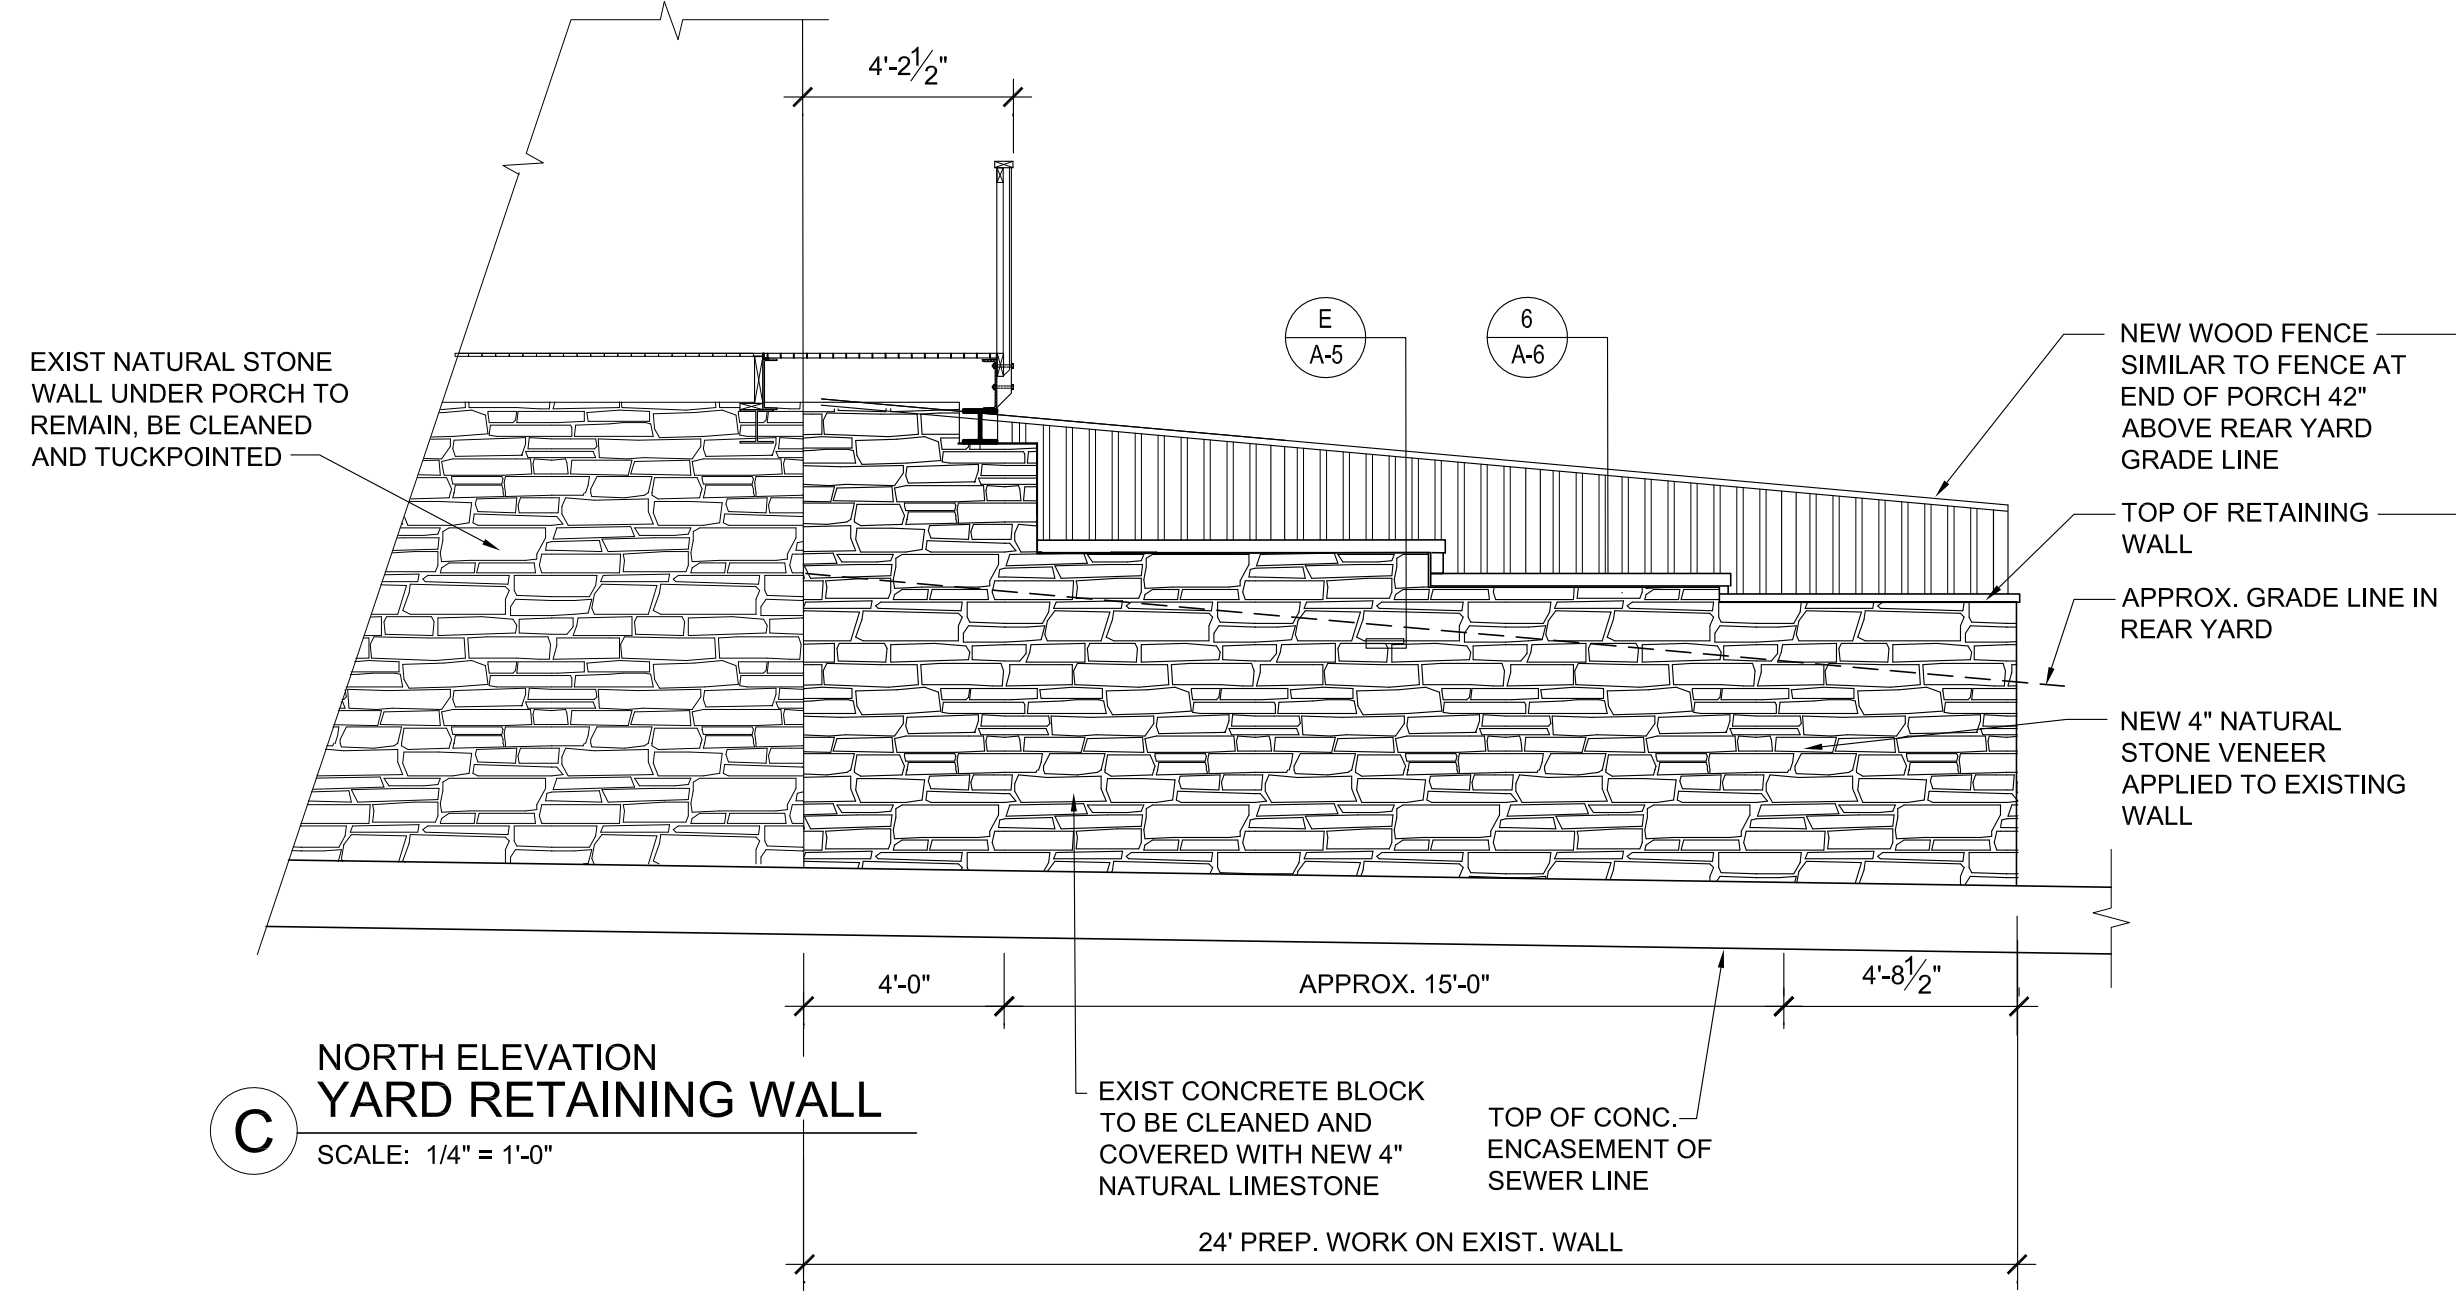 4'-2½"
E
A-5
6
A-6
EXIST NATURAL STONE
WALL UNDER PORCH TO
REMAIN, BE CLEANED
AND TUCKPOINTED
NEW WOOD FENCE
SIMILAR TO FENCE AT
END OF PORCH 42"
ABOVE REAR YARD
GRADE LINE
TOP OF RETAINING
WALL
APPROX. GRADE LINE IN
REAR YARD
NEW 4" NATURAL
STONE VENEER
APPLIED TO EXISTING
WALL
4'-0"
APPROX. 15'-0"
4'-8½"
C
NORTH ELEVATION
YARD RETAINING WALL
SCALE: 1/4" = 1'-0"
EXIST CONCRETE BLOCK
TO BE CLEANED AND
COVERED WITH NEW 4"
NATURAL LIMESTONE
TOP OF CONC.
ENCASEMENT OF
SEWER LINE
24' PREP. WORK ON EXIST. WALL